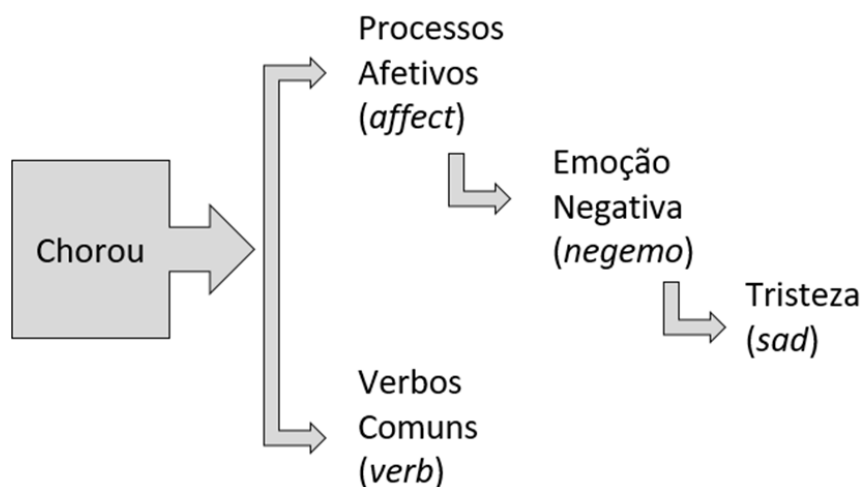 Processos
Afetivos
(affect)
Emoção
Negativa
(negemo)
Chorou
Tristeza
(sad)
Verbos
Comuns
(verb)